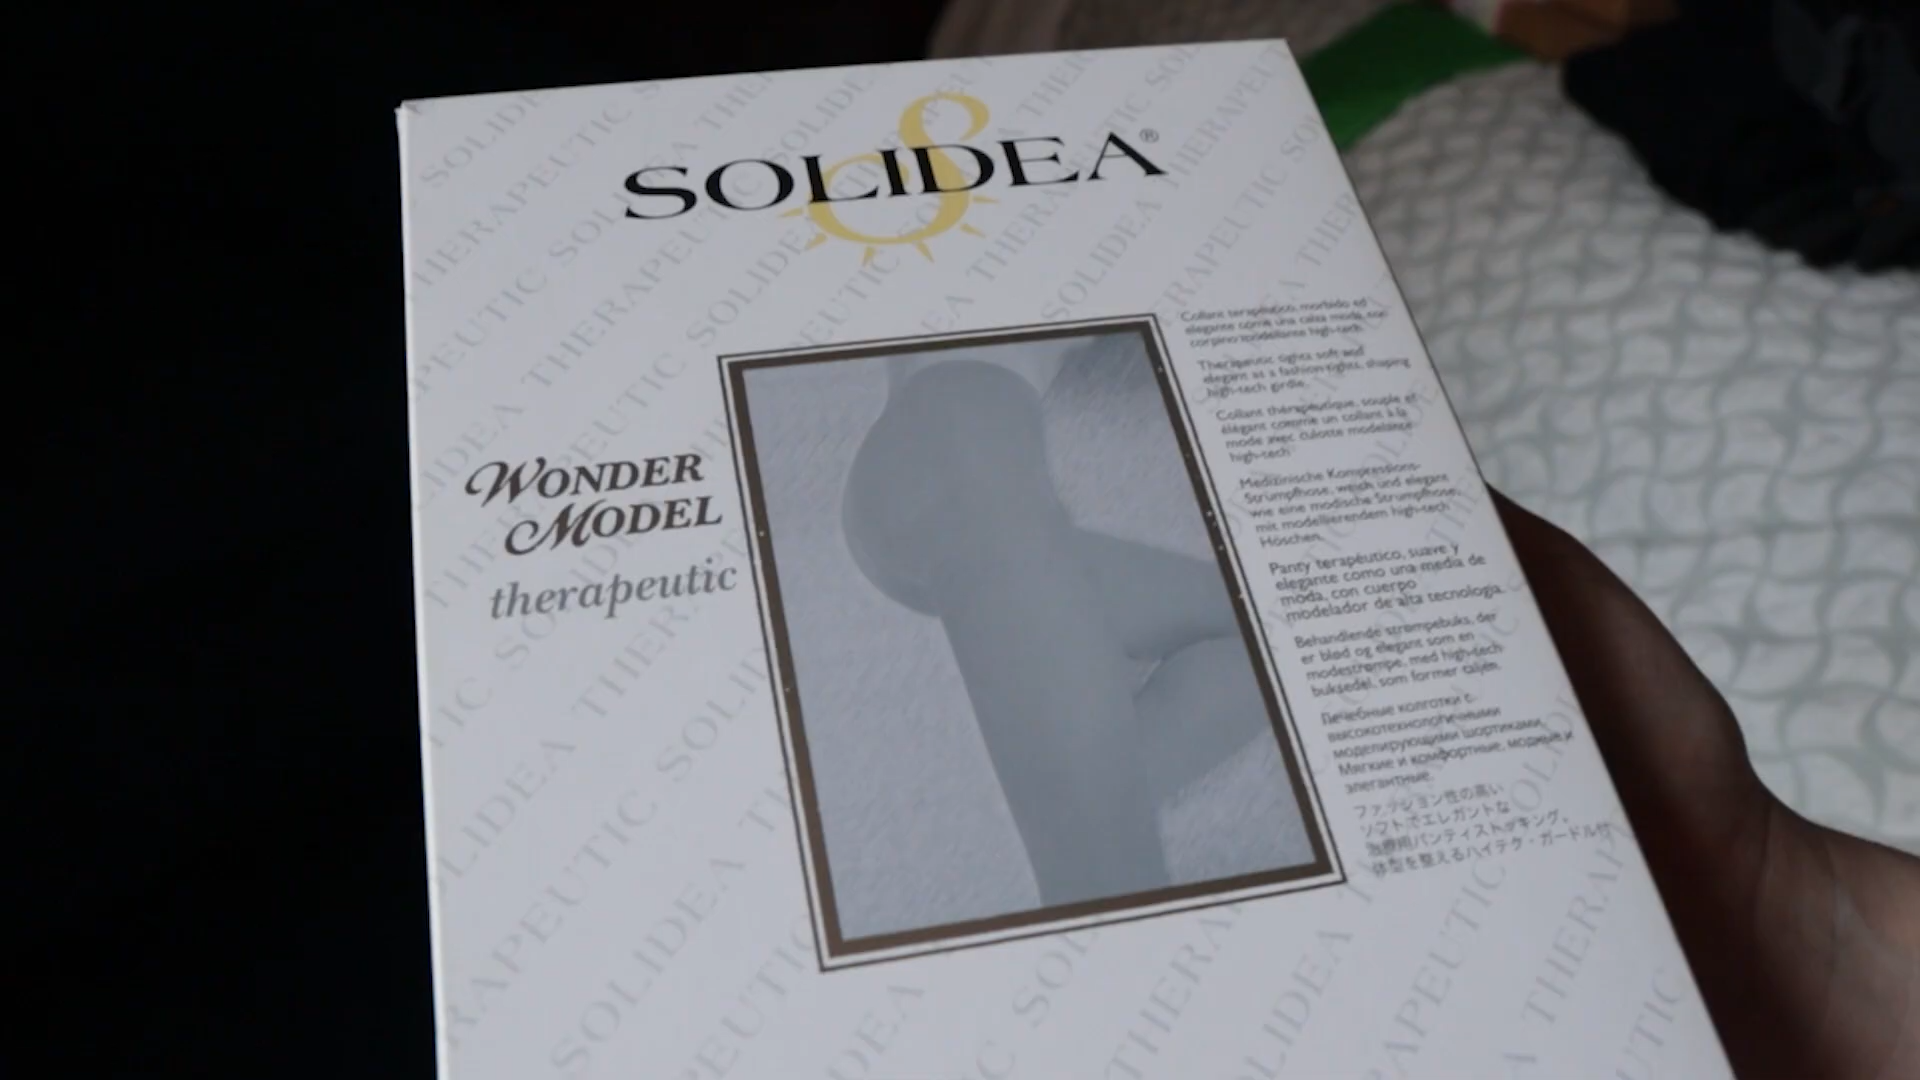 SOLIDEA®
WONDER
MODEL
therapeutic
Collant terapeutico, morbido ed
elegante come una calza moda, con
corpino modellante high-tech
Therapeutic tights soft and
elegant as a fashion tights, shaping
high-tech girdle.
Collant thérapeutique, souple et
élégant comme un collant à la
mode avec culotte modelante
high-tech
Medizinische Kompressions-
Strumpfhose, weich und elegant
wie eine modische Strumpfhose,
mit modellierendem high-tech
Höschen.
Panty terapéutico, suave y
elegante como una media de
moda, con cuerpo
modelador de alta tecnologia.
Behandlende strømpebuks, der
er blød og elegant som en
modestrømpe, med high-tech
buksedel, som former taljen.
Лечебные колготки с
высокотехнологичными
моделирующими шортиками.
Мягкие и комфортные, модные и
элегантные.
ファッション性の高い
ソフトでエレガントな
治療用パンティストッキング。
体型を整えるハイテク・ガードル付
SOLIDEA THERAPEUTIC SOLIDEA THERAPEUTIC